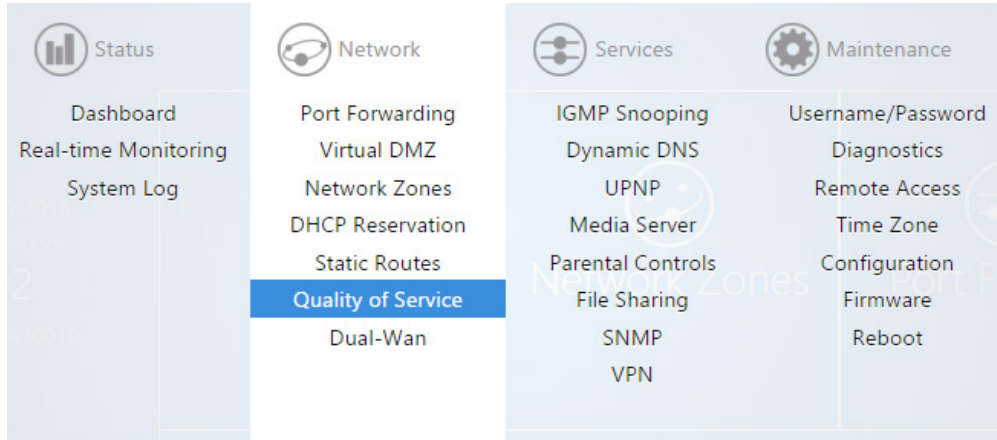 Status
Dashboard
Real-time Monitoring
System Log
Network
Port Forwarding
Virtual DMZ
Network Zones
DHCP Reservation
Static Routes
Quality of Service
Dual-Wan
Services
IGMP Snooping
Dynamic DNS
UPNP
Media Server
Parental Controls
File Sharing
SNMP
VPN
Maintenance
Username/Password
Diagnostics
Remote Access
Time Zone
Configuration
Firmware
Reboot
Network Zones
Port F
2